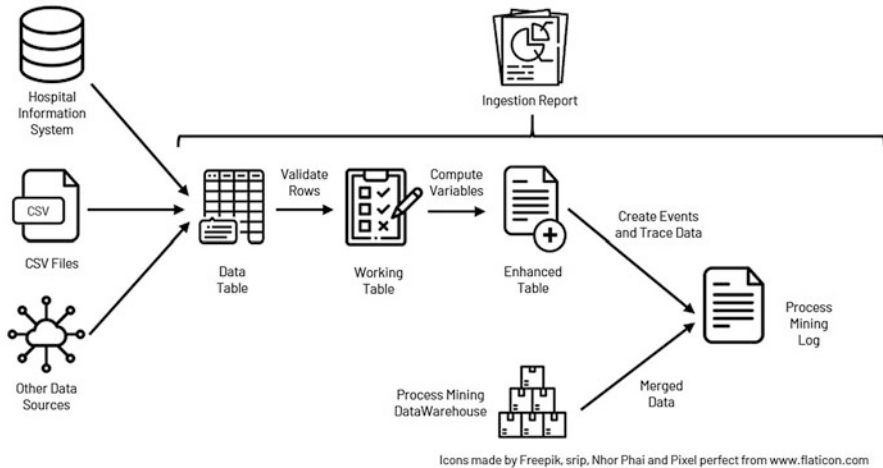 Hospital
Information
System
Ingestion Report
CSV
CSV Files
Validate
Rows
Compute
Variables
Create Events
and Trace Data
Data
Table
Working
Table
Enhanced
Table
Process
Mining
Log
Other Data
Sources
Process Mining
DataWarehouse
Merged
Data
Icons made by Freepik, srip, Nhor Phai and Pixel perfect from www.flaticon.com